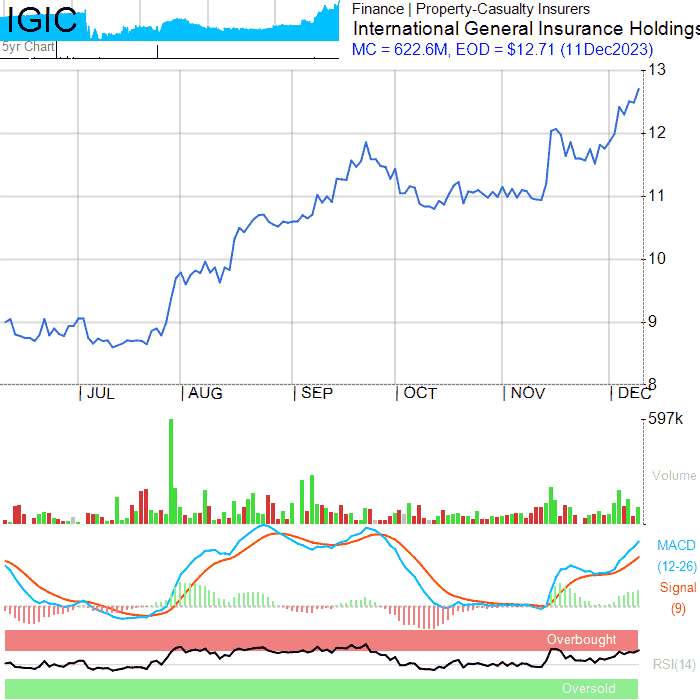 IGIC
5yr Chart
Finance | Property-Casualty Insurers
International General Insurance Holdings
MC = 622.6M, EOD = $12.71 (11Dec2023)
13
12
11
10
9
8
JUL
AUG
SEP
OCT
NOV
DEC
597k
Volume
MACD
(12-26)
Signal
(9)
Overbought
RSI(14)
Oversold